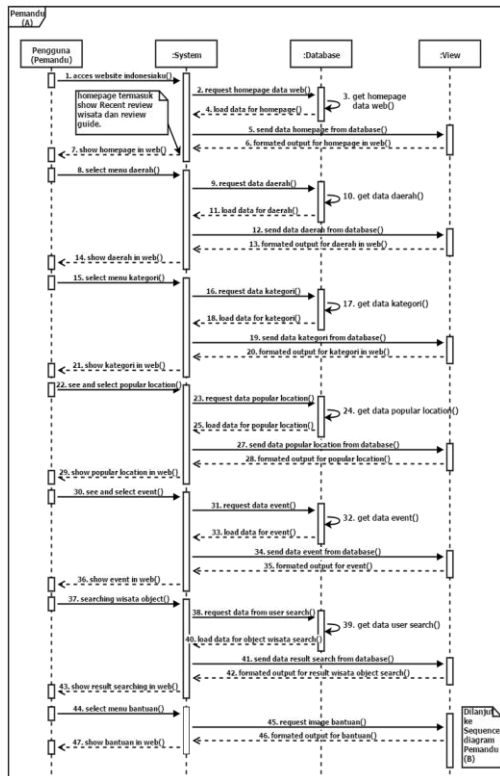 Pemandu
(A)
Pengguna
(Pemandu)
:System
:Database
:View
1. acces website indonesiaku()
2. request homepage data web()
homepage termasuk
show Recent review
wisata dan review
guide.
3. get homepage
data web()
4. load data for homepage()
5. send data homepage from database()
6. formated output for homepage in web()
7. show homepage in web()
8. select menu daerah()
9. request data daerah()
10. get data daerah()
11. load data for daerah()
12. send data daerah from database()
13. formated output for daerah in web()
14. show daerah in web()
15. select menu kategori()
16. request data kategori()
17. get data kategori()
18. load data for kategori()
19. send data kategori from database()
20. formated output for kategori in web()
21. show kategori in web()
22. see and select popular location()
23. request data popular location()
24. get data popular location()
25. load data for popular location()
27. send data popular location from database()
28. formated output for popular location()
29. show popular location in web()
30. see and select event()
31. request data event()
32. get data event()
33. load data for event()
34. send data event from database()
35. formated output for event()
36. show event in web()
37. searching wisata object()
38. request data from user search()
39. get data user search()
40. load data for object wisata search()
41. send data result search from database()
42. formated output for result wisata object search()
43. show result searching in web()
44. select menu bantuan()
45. request image bantuan()
46. formated output for bantuan()
47. show bantuan in web()
Dilanjut
ke
Sequence
diagram
Pemandu
(B)